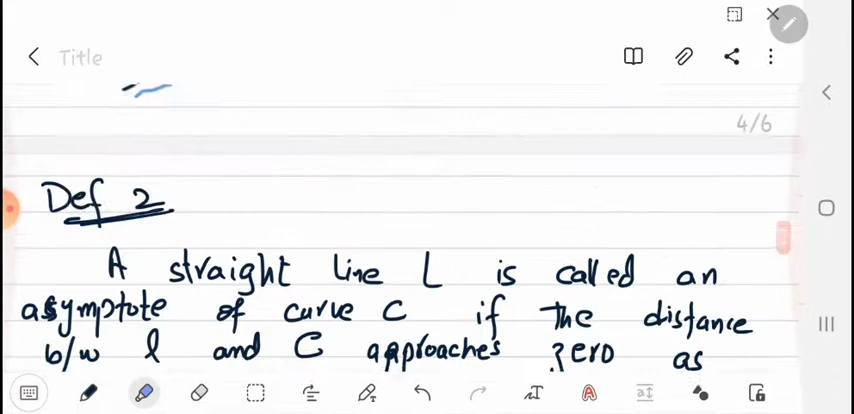 Title
4/6
Def 2
A straight line L is called an
asymptote of curve C if the distance
b/w l and C approaches zero as